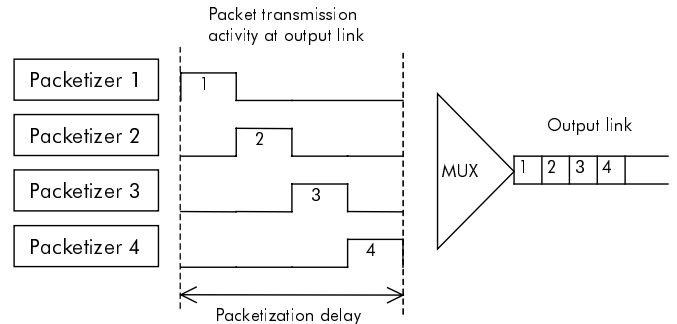 Packet transmission
activity at output link
Packetizer 1
1
Packetizer 2
2
Packetizer 3
3
Packetizer 4
4
Packetization delay
MUX
Output link
1 2 3 4